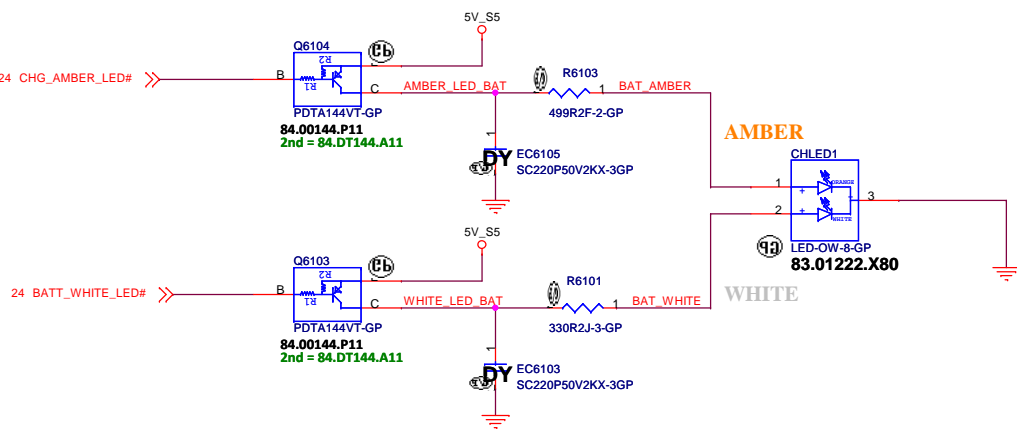 5V_S5
Q6104
R2
E
24 CHG_AMBER_LED#
B
R1
C
AMBER_LED_BAT
R6103
1
BAT_AMBER
PDTA144VT-GP
499R2F-2-GP
84.00144.P11
2nd = 84.DT144.A11
AMBER
1
EC6105
DY
SC220P50V2KX-3GP
CHLED1
1
ORANGE
+
-
3
2
+
WHITE
LED-OW-8-GP
83.01222.X80
5V_S5
Q6103
R2
E
24 BATT_WHITE_LED#
B
R1
C
WHITE_LED_BAT
R6101
1
BAT_WHITE
WHITE
PDTA144VT-GP
330R2J-3-GP
84.00144.P11
2nd = 84.DT144.A11
1
EC6103
DY
SC220P50V2KX-3GP